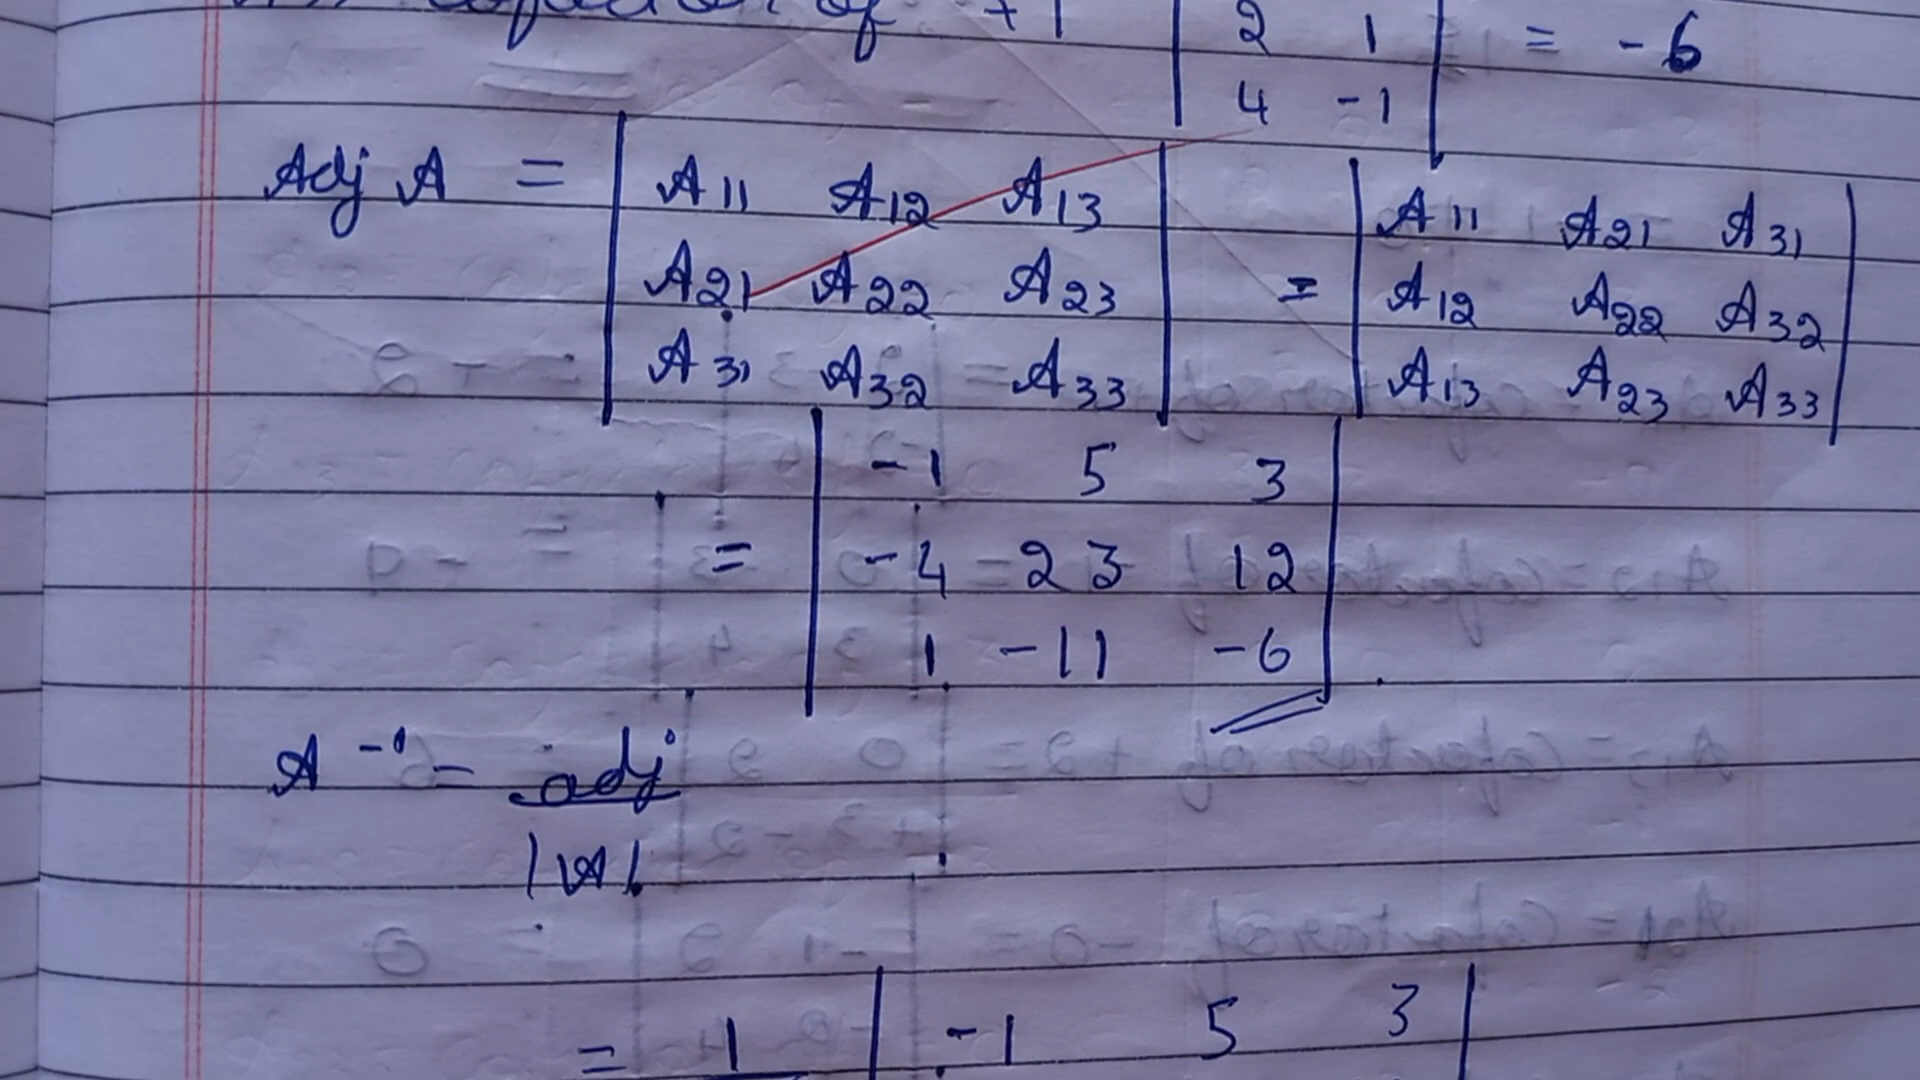 cofactor of +1 | 2 1 | = -6
| 4 -1 |
Adj A = | A11 A12 A13 | = | A11 A21 A31 |
| A21 A22 A23 | | A12 A22 A32 |
| A31 A32 A33 | | A13 A23 A33 |
= | -1 5 3 |
| -4 -23 12 |
| 1 -11 -6 |
A -1 = adj
|A|
= 1 | -1 5 3 |